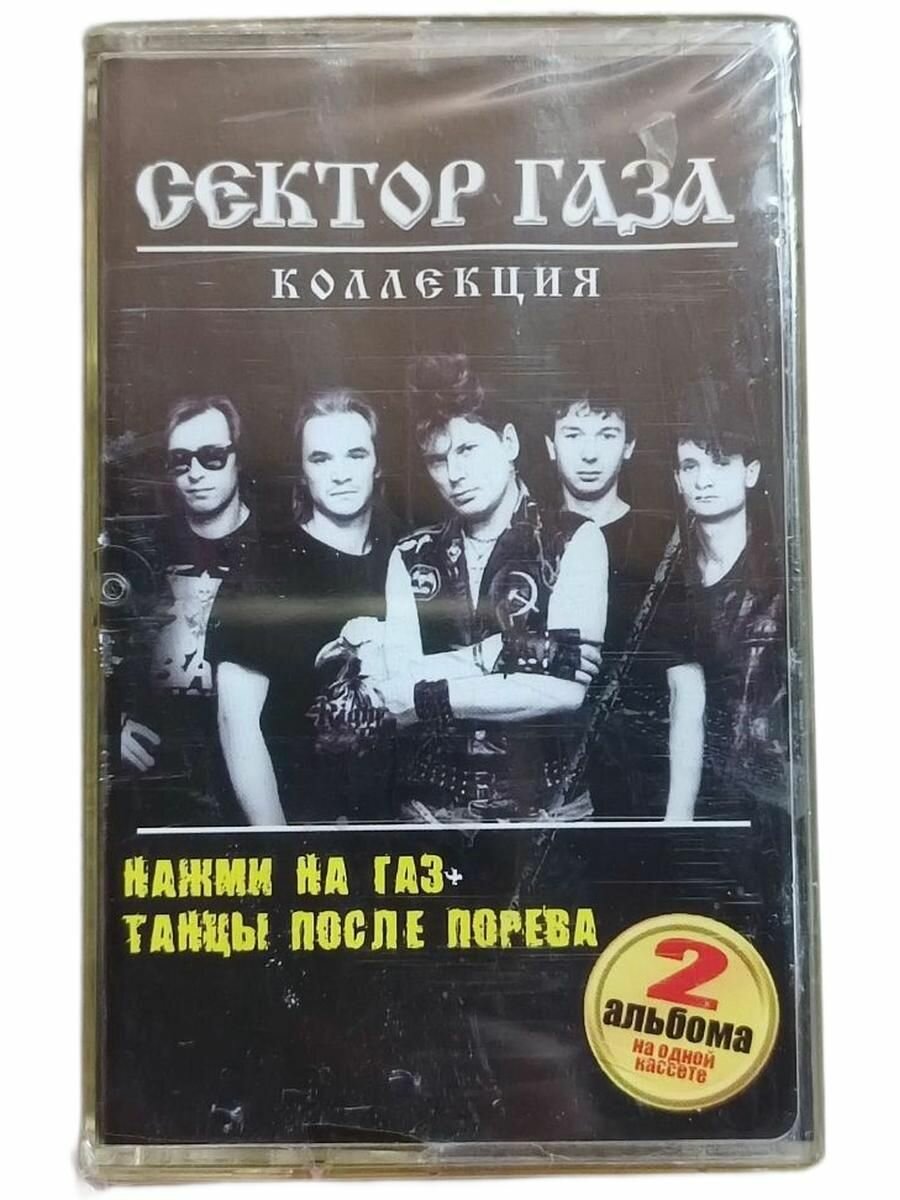 СЕКТОР ГАЗА
КОЛЛЕКЦИЯ
НАЖМИ НА ГАЗ+
ТАНЦЫ ПОСЛЕ ПОРЕВА
2
альбома
на одной
кассете